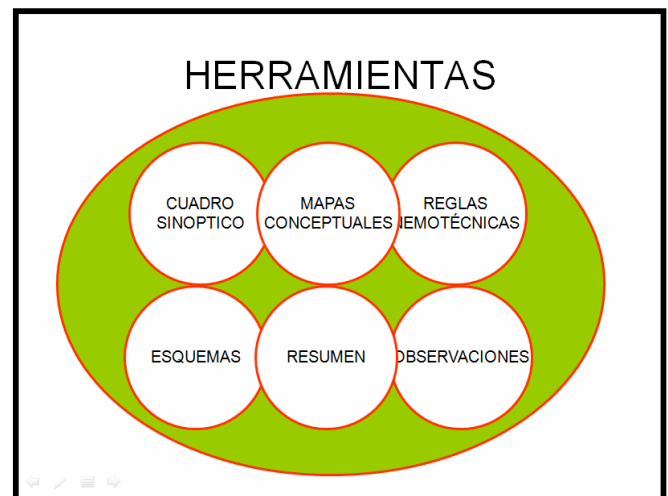 HERRAMIENTAS
CUADRO
SINOPTICO
MAPAS
CONCEPTUALES
REGLAS
NEMOTÉCNICAS
ESQUEMAS
RESUMEN
OBSERVACIONES